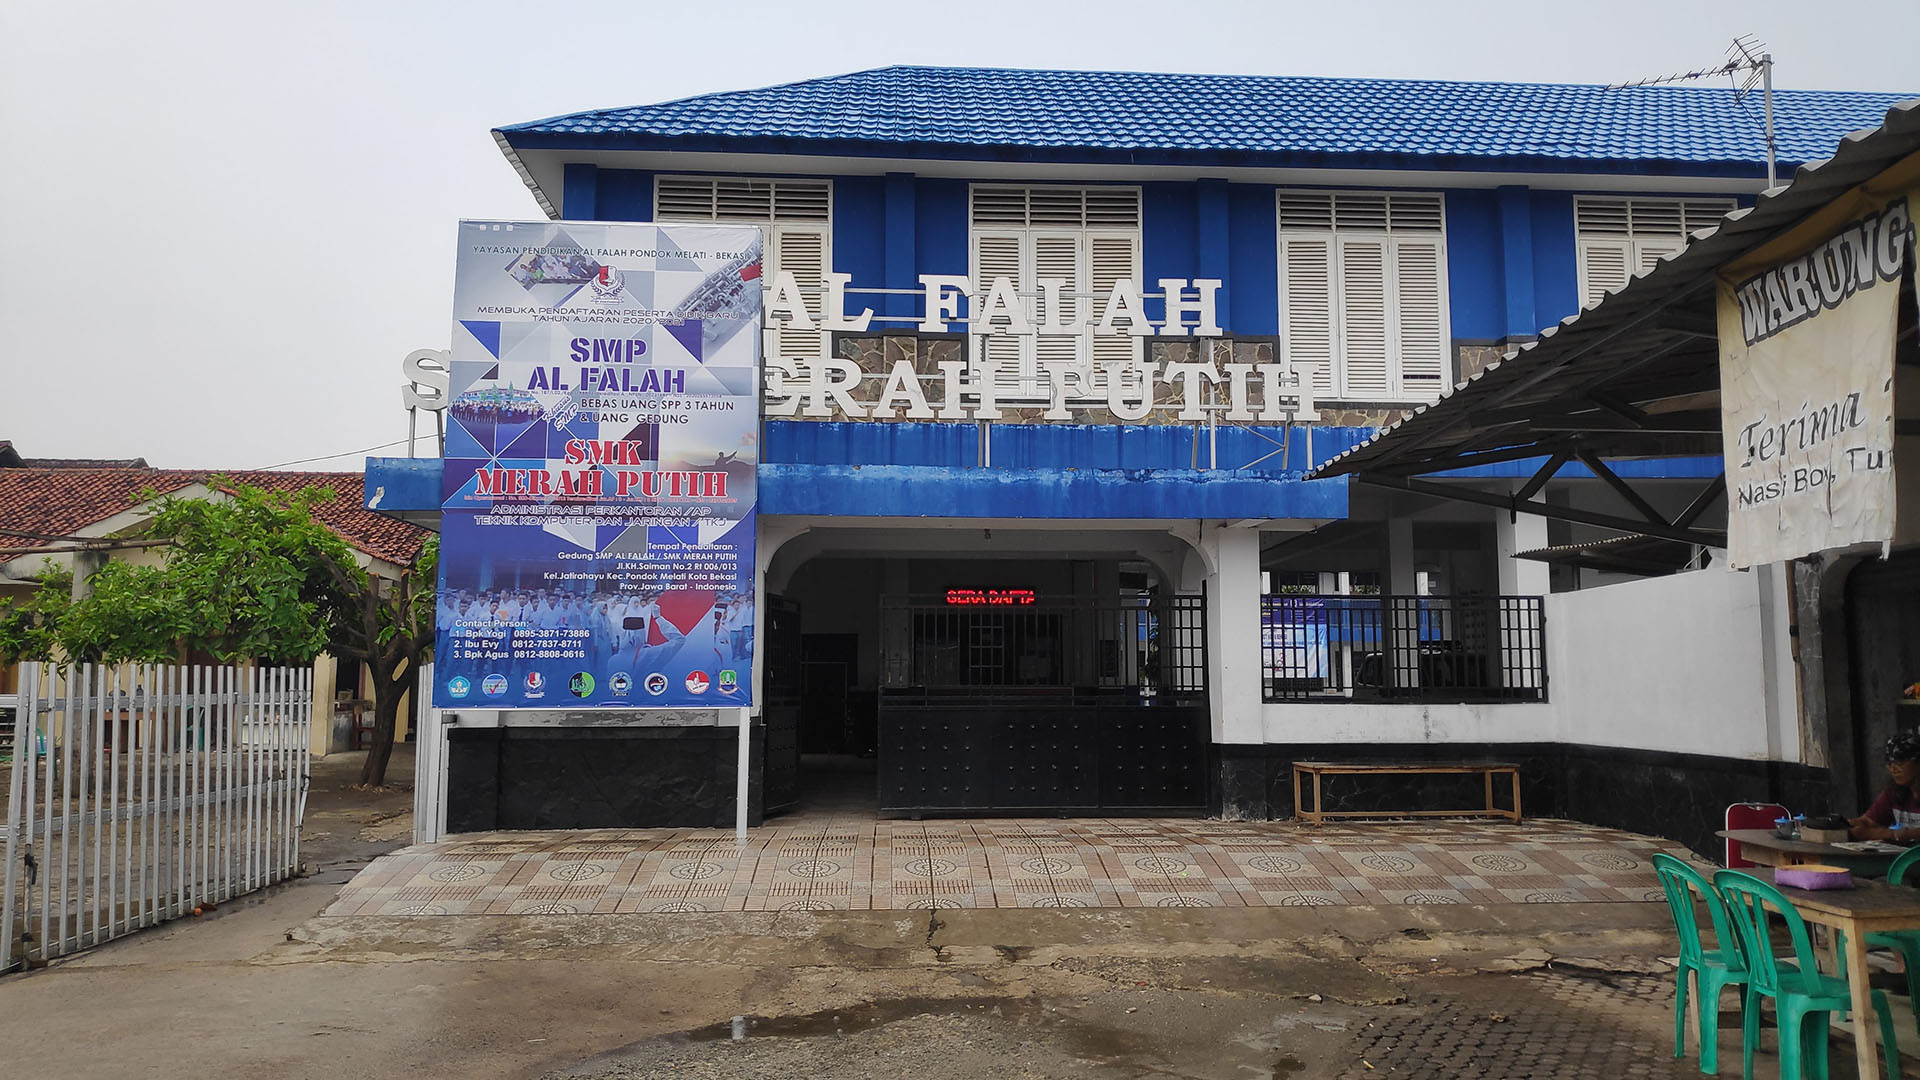 YAYASAN PENDIDIKAN AL FALAH PONDOK MELATI - BEKASI
MEMBUKA PENDAFTARAN PESERTA DIDIK BARU
TAHUN AJARAN 2020/2021
SMP
AL FALAH
BEBAS UANG SPP 3 TAHUN
& UANG GEDUNG
SMK
MERAH PUTIH
ADMINISTRASI PERKANTORAN /AP
TEKNIK KOMPUTER DAN JARINGAN / TKJ
Tempat Pendaftaran :
Gedung SMP AL FALAH / SMK MERAH PUTIH
Jl.KH.Saiman No.2 Rt 006/013
Kel.Jatirahayu Kec.Pondok Melati Kota Bekasi
Prov.Jawa Barat - Indonesia
Contact Person:
1. Bpk Yogi 0895-3871-73886
2. Ibu Evy 0812-7837-8711
3. Bpk Agus 0812-8808-0616
AL FALAH
S ERAH PUTIH
GERA DAFTA
WARUNG
Terima
Nasi Box, Tu